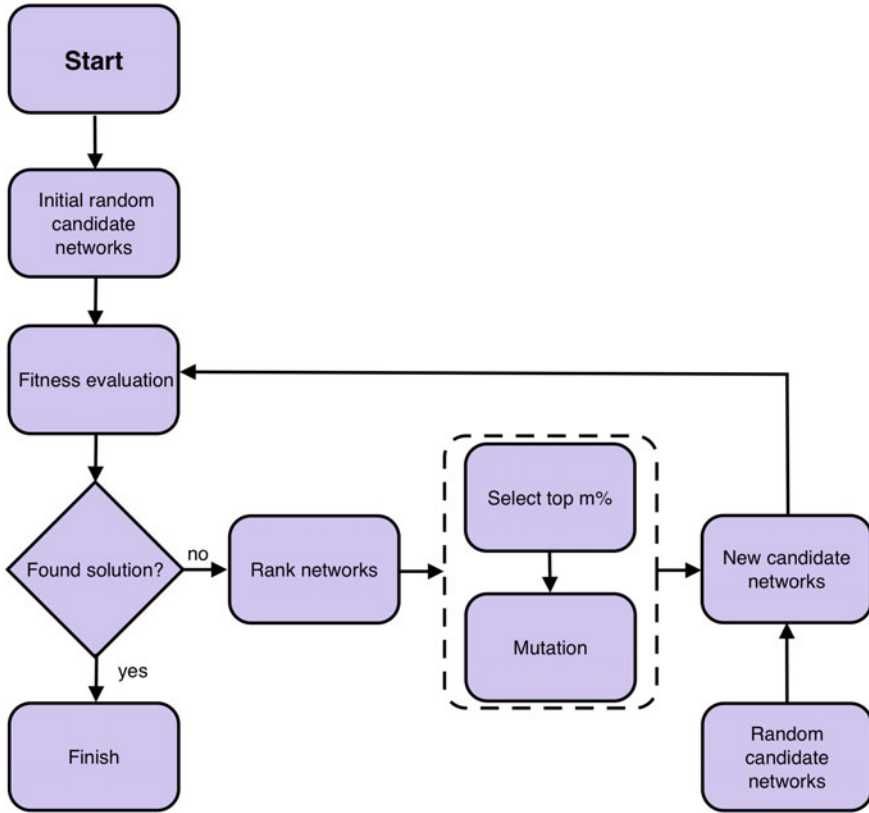 Start
Initial random
candidate
networks
Fitness evaluation
Found solution?
no
yes
Finish
Rank networks
Select top m%
Mutation
New candidate
networks
Random
candidate
networks